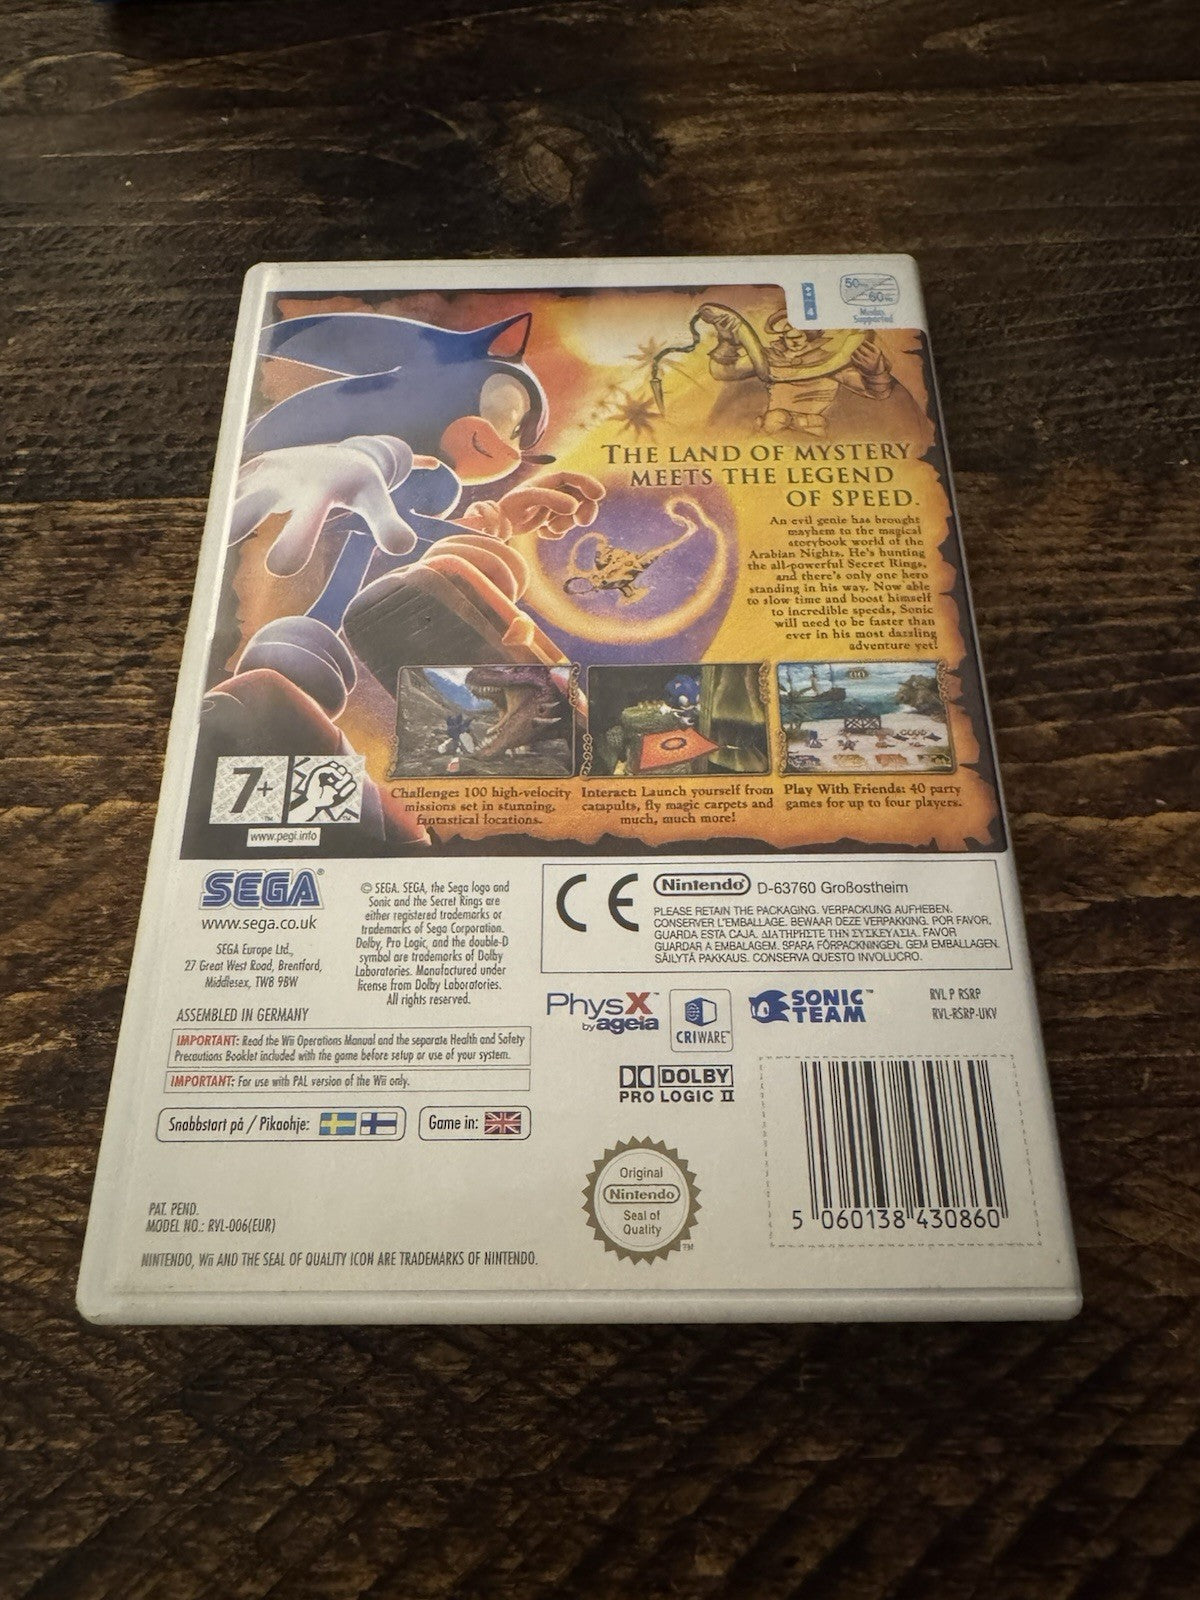 50Hz
60Hz
Modes
Supported
4
THE LAND OF MYSTERY
MEETS THE LEGEND
OF SPEED.
An evil genie has brought
mayhem to the magical
storybook world of the
Arabian Nights. He's hunting
the all-powerful Secret Rings,
and there's only one hero
standing in his way. Now able
to slow time and boost himself
to incredible speeds, Sonic
will need to be faster than
ever in his most dazzling
adventure yet!
Challenge: 100 high-velocity
missions set in stunning,
fantastical locations.
Interact: Launch yourself from
catapults, fly magic carpets and
much, much more!
Play With Friends: 40 party
games for up to four players.
7+
™
™
www.pegi.info
SEGA®
www.sega.co.uk
SEGA Europe Ltd.,
27 Great West Road, Brentford,
Middlesex, TW8 9BW
© SEGA. SEGA, the Sega logo and
Sonic and the Secret Rings are
either registered trademarks or
trademarks of Sega Corporation.
Dolby, Pro Logic, and the double-D
symbol are trademarks of Dolby
Laboratories. Manufactured under
license from Dolby Laboratories.
All rights reserved.
CE
Nintendo® D-63760 Großostheim
PLEASE RETAIN THE PACKAGING. VERPACKUNG AUFHEBEN.
CONSERVER L'EMBALLAGE. BEWAAR DEZE VERPAKKING. POR FAVOR,
GUARDA ESTA CAJA. ΔΙΑΤΗΡΗΣΤΕ ΤΗΝ ΣΥΣΚΕΥΑΣΙΑ. FAVOR
GUARDAR A EMBALAGEM. SPARA FÖRPACKNINGEN. GEM EMBALLAGEN.
SÄILYTÄ PAKKAUS. CONSERVA QUESTO INVOLUCRO.
ASSEMBLED IN GERMANY
IMPORTANT: Read the Wii Operations Manual and the separate Health and Safety
Precautions Booklet included with the game before setup or use of your system.
IMPORTANT: For use with PAL version of the Wii only.
Snabbstart på / Pikaohje:
Game in:
PhysX™
by ageia
CRIWARE™
SONIC
TEAM™
RVL P RSRP
RVL-RSRP-UKV
DOLBY
PRO LOGIC II
Original
Nintendo®
Seal of
Quality
™
5 060138 430860
PAT. PEND.
MODEL NO.: RVL-006(EUR)
NINTENDO, Wii AND THE SEAL OF QUALITY ICON ARE TRADEMARKS OF NINTENDO.